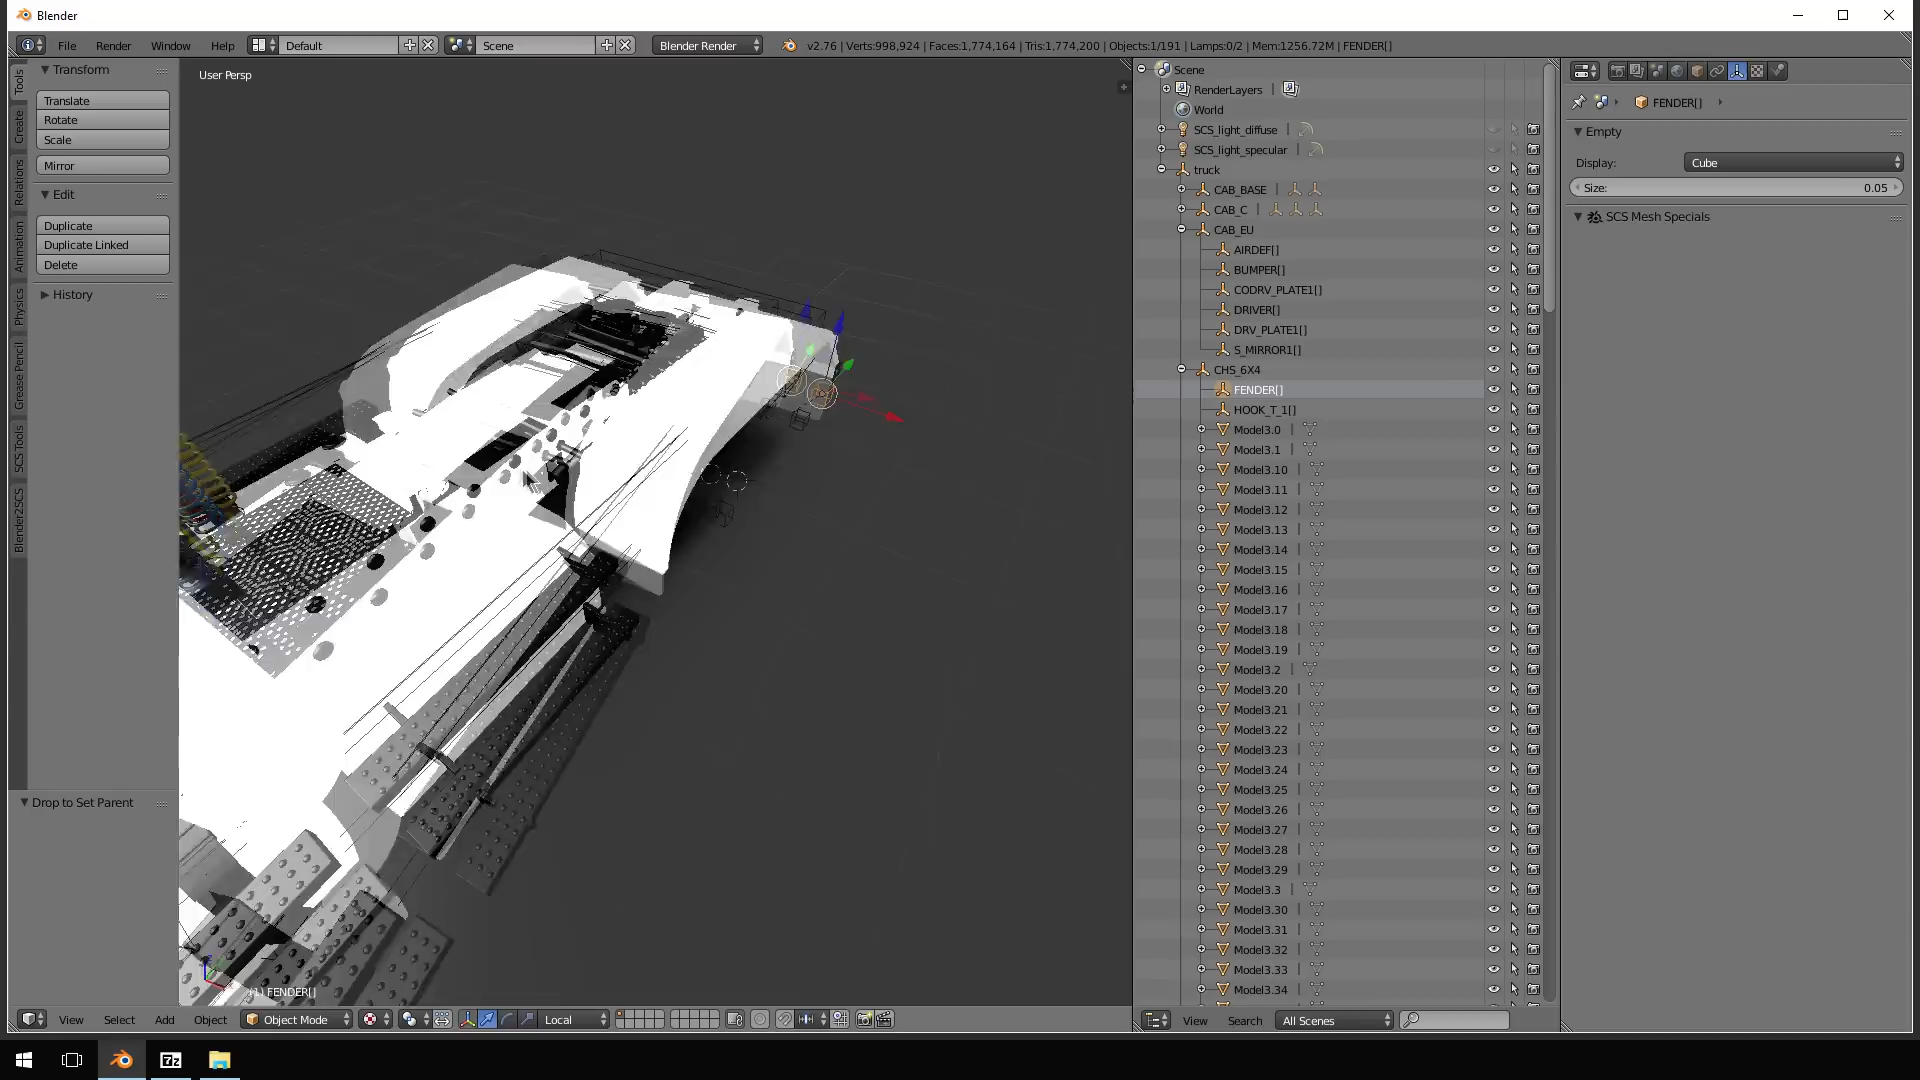 Blender
File Render Window Help Default Scene Blender Render v2.76 | Verts:998,924 | Faces:1,774,164 | Tris:1,774,200 | Objects:1/191 | Lamps:0/2 | Mem:1256.72M | FENDER[]
Tools
Create
Relations
Animation
Physics
Grease Pencil
SCS Tools
Blender2SCS
Transform
Translate
Rotate
Scale
Mirror
Edit
Duplicate
Duplicate Linked
Delete
History
Drop to Set Parent
User Persp
(1) FENDER[]
View Select Add Object Object Mode Local
Scene
RenderLayers |
World
SCS_light_diffuse |
SCS_light_specular |
truck
CAB_BASE |
CAB_C |
CAB_EU
AIRDEF[]
BUMPER[]
CODRV_PLATE1[]
DRIVER[]
DRV_PLATE1[]
S_MIRROR1[]
CHS_6X4
FENDER[]
HOOK_T_1[]
Model3.0 |
Model3.1 |
Model3.10 |
Model3.11 |
Model3.12 |
Model3.13 |
Model3.14 |
Model3.15 |
Model3.16 |
Model3.17 |
Model3.18 |
Model3.19 |
Model3.2 |
Model3.20 |
Model3.21 |
Model3.22 |
Model3.23 |
Model3.24 |
Model3.25 |
Model3.26 |
Model3.27 |
Model3.28 |
Model3.29 |
Model3.3 |
Model3.30 |
Model3.31 |
Model3.32 |
Model3.33 |
Model3.34 |
View Search All Scenes
FENDER[]
Empty
Display: Cube
Size: 0.05
SCS Mesh Specials
7z